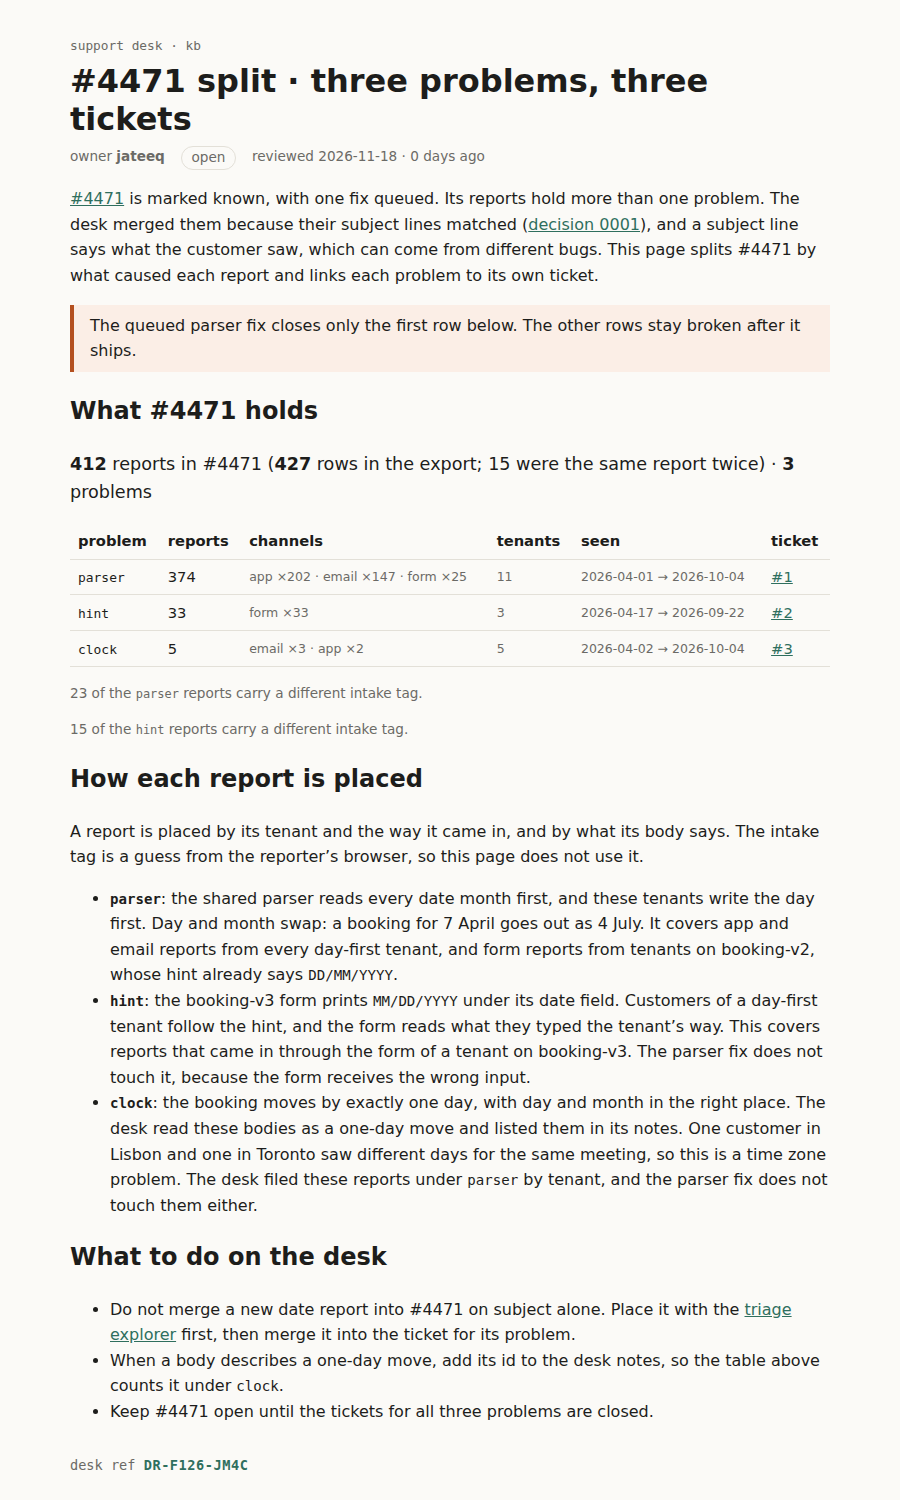 support desk · kb
#4471 split · three problems, three
tickets
owner jateeq open reviewed 2026-11-18 · 0 days ago
#4471 is marked known, with one fix queued. Its reports hold more than one problem. The
desk merged them because their subject lines matched (decision 0001), and a subject line
says what the customer saw, which can come from different bugs. This page splits #4471 by
what caused each report and links each problem to its own ticket.
The queued parser fix closes only the first row below. The other rows stay broken after it
ships.
What #4471 holds
412 reports in #4471 (427 rows in the export; 15 were the same report twice) · 3
problems
problem reports channels tenants seen ticket
parser 374 app ×202 · email ×147 · form ×25 11 2026-04-01 → 2026-10-04 #1
hint 33 form ×33 3 2026-04-17 → 2026-09-22 #2
clock 5 email ×3 · app ×2 5 2026-04-02 → 2026-10-04 #3
23 of the parser reports carry a different intake tag.
15 of the hint reports carry a different intake tag.
How each report is placed
A report is placed by its tenant and the way it came in, and by what its body says. The intake
tag is a guess from the reporter’s browser, so this page does not use it.
• parser: the shared parser reads every date month first, and these tenants write the day
first. Day and month swap: a booking for 7 April goes out as 4 July. It covers app and
email reports from every day-first tenant, and form reports from tenants on booking-v2,
whose hint already says DD/MM/YYYY.
• hint: the booking-v3 form prints MM/DD/YYYY under its date field. Customers of a day-first
tenant follow the hint, and the form reads what they typed the tenant’s way. This covers
reports that came in through the form of a tenant on booking-v3. The parser fix does not
touch it, because the form receives the wrong input.
• clock: the booking moves by exactly one day, with day and month in the right place. The
desk read these bodies as a one-day move and listed them in its notes. One customer in
Lisbon and one in Toronto saw different days for the same meeting, so this is a time zone
problem. The desk filed these reports under parser by tenant, and the parser fix does not
touch them either.
What to do on the desk
• Do not merge a new date report into #4471 on subject alone. Place it with the triage
explorer first, then merge it into the ticket for its problem.
• When a body describes a one-day move, add its id to the desk notes, so the table above
counts it under clock.
• Keep #4471 open until the tickets for all three problems are closed.
desk ref DR-F126-JM4C